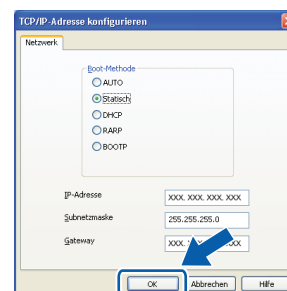 TCP/IP-Adresse konfigurieren
Netzwerk
Boot-Methode
AUTO
Statisch
DHCP
RARP
BOOTP
IP-Adresse XXX. XXX. XXX. XXX
Subnetzmaske 255.255.255.0
Gateway
OK Abbrechen Hilfe